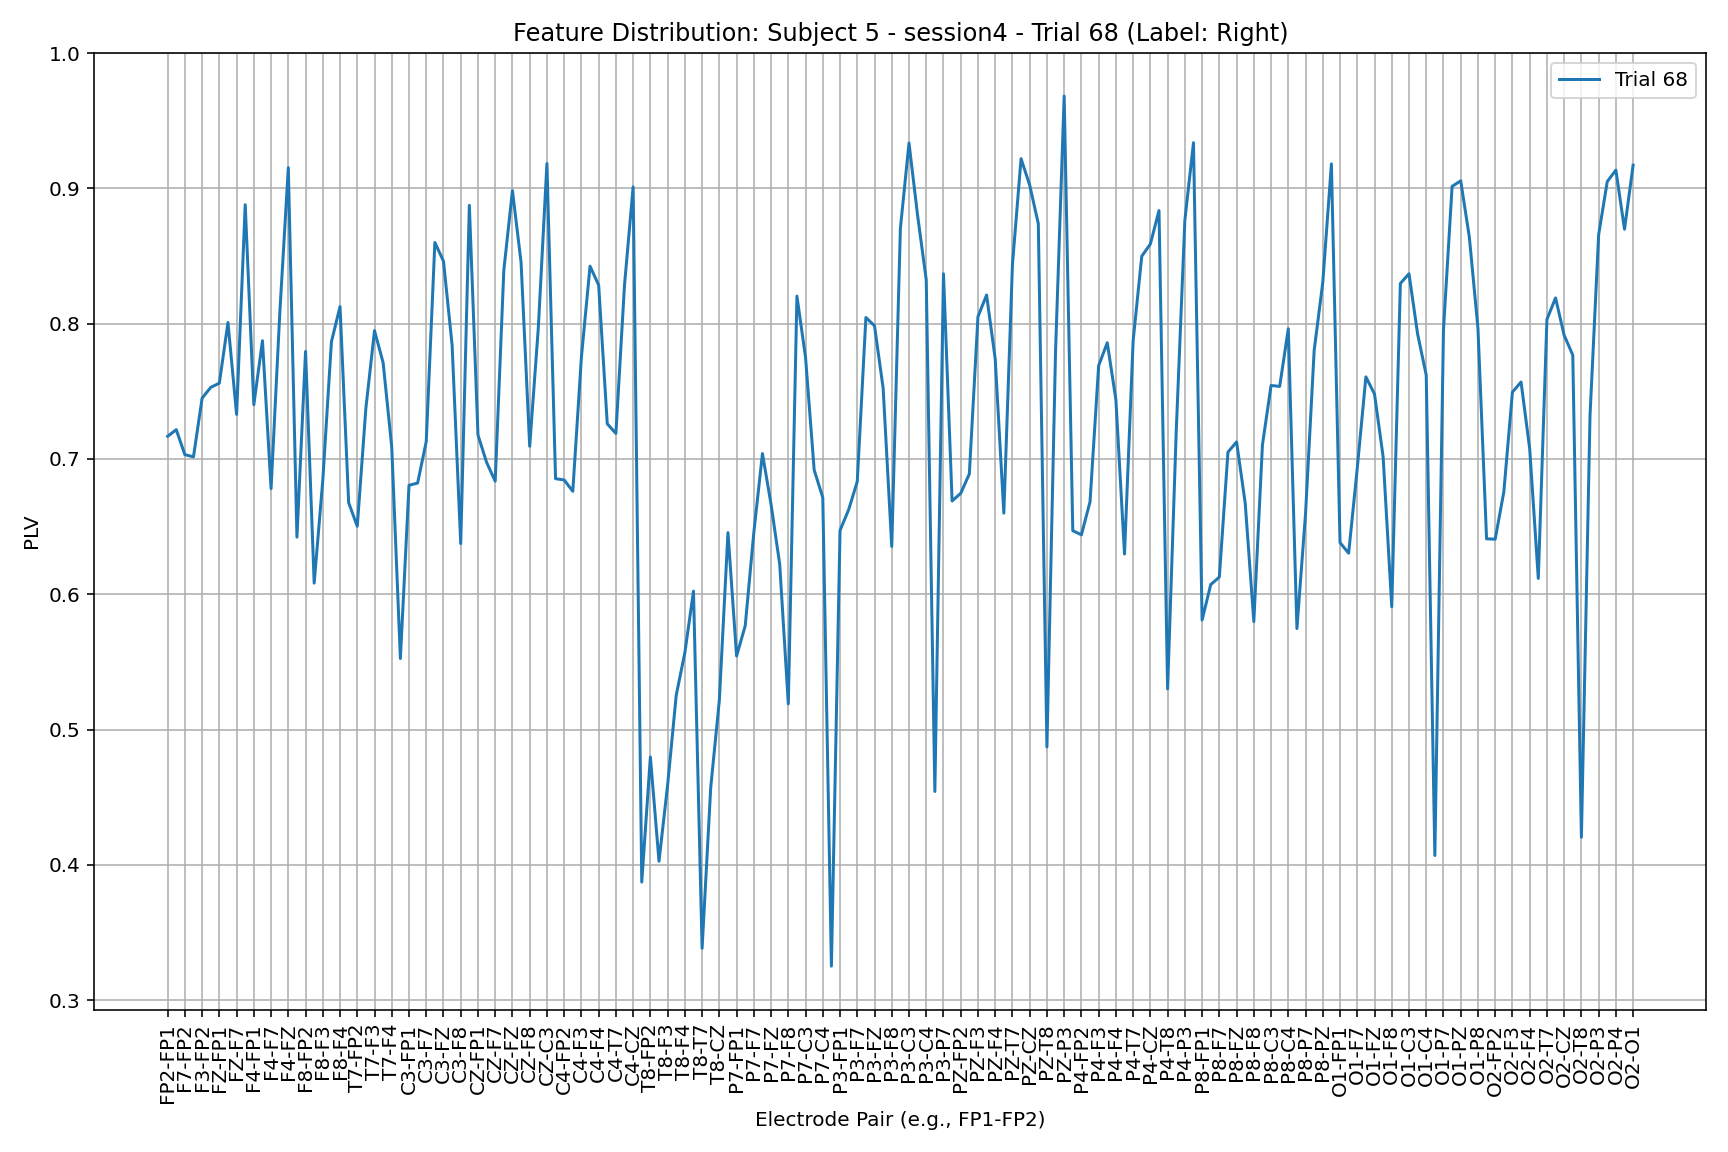 Feature Distribution: Subject 5 - session4 - Trial 68 (Label: Right)
Trial 68
1.0
0.9
0.8
0.7
0.6
0.5
0.4
0.3
PLV
FP2-FP1
F7-FP2
F3-FP2
FZ-FP1
FZ-F7
F4-FP1
F4-F7
F4-FZ
F8-FP2
F8-F3
F8-F4
T7-FP2
T7-F3
T7-F4
C3-FP1
C3-F7
C3-FZ
C3-F8
CZ-FP1
CZ-F7
CZ-FZ
CZ-F8
CZ-C3
C4-FP2
C4-F3
C4-F4
C4-T7
C4-CZ
T8-FP2
T8-F3
T8-F4
T8-T7
T8-CZ
P7-FP1
P7-F7
P7-FZ
P7-F8
P7-C3
P7-C4
P3-FP1
P3-F7
P3-FZ
P3-F8
P3-C3
P3-C4
P3-P7
PZ-FP2
PZ-F3
PZ-F4
PZ-T7
PZ-CZ
PZ-T8
PZ-P3
P4-FP2
P4-F3
P4-F4
P4-T7
P4-CZ
P4-T8
P4-P3
P8-FP1
P8-F7
P8-FZ
P8-F8
P8-C3
P8-C4
P8-P7
P8-PZ
O1-FP1
O1-F7
O1-FZ
O1-F8
O1-C3
O1-C4
O1-P7
O1-PZ
O1-P8
O2-FP2
O2-F3
O2-F4
O2-T7
O2-CZ
O2-T8
O2-P3
O2-P4
O2-O1
Electrode Pair (e.g., FP1-FP2)